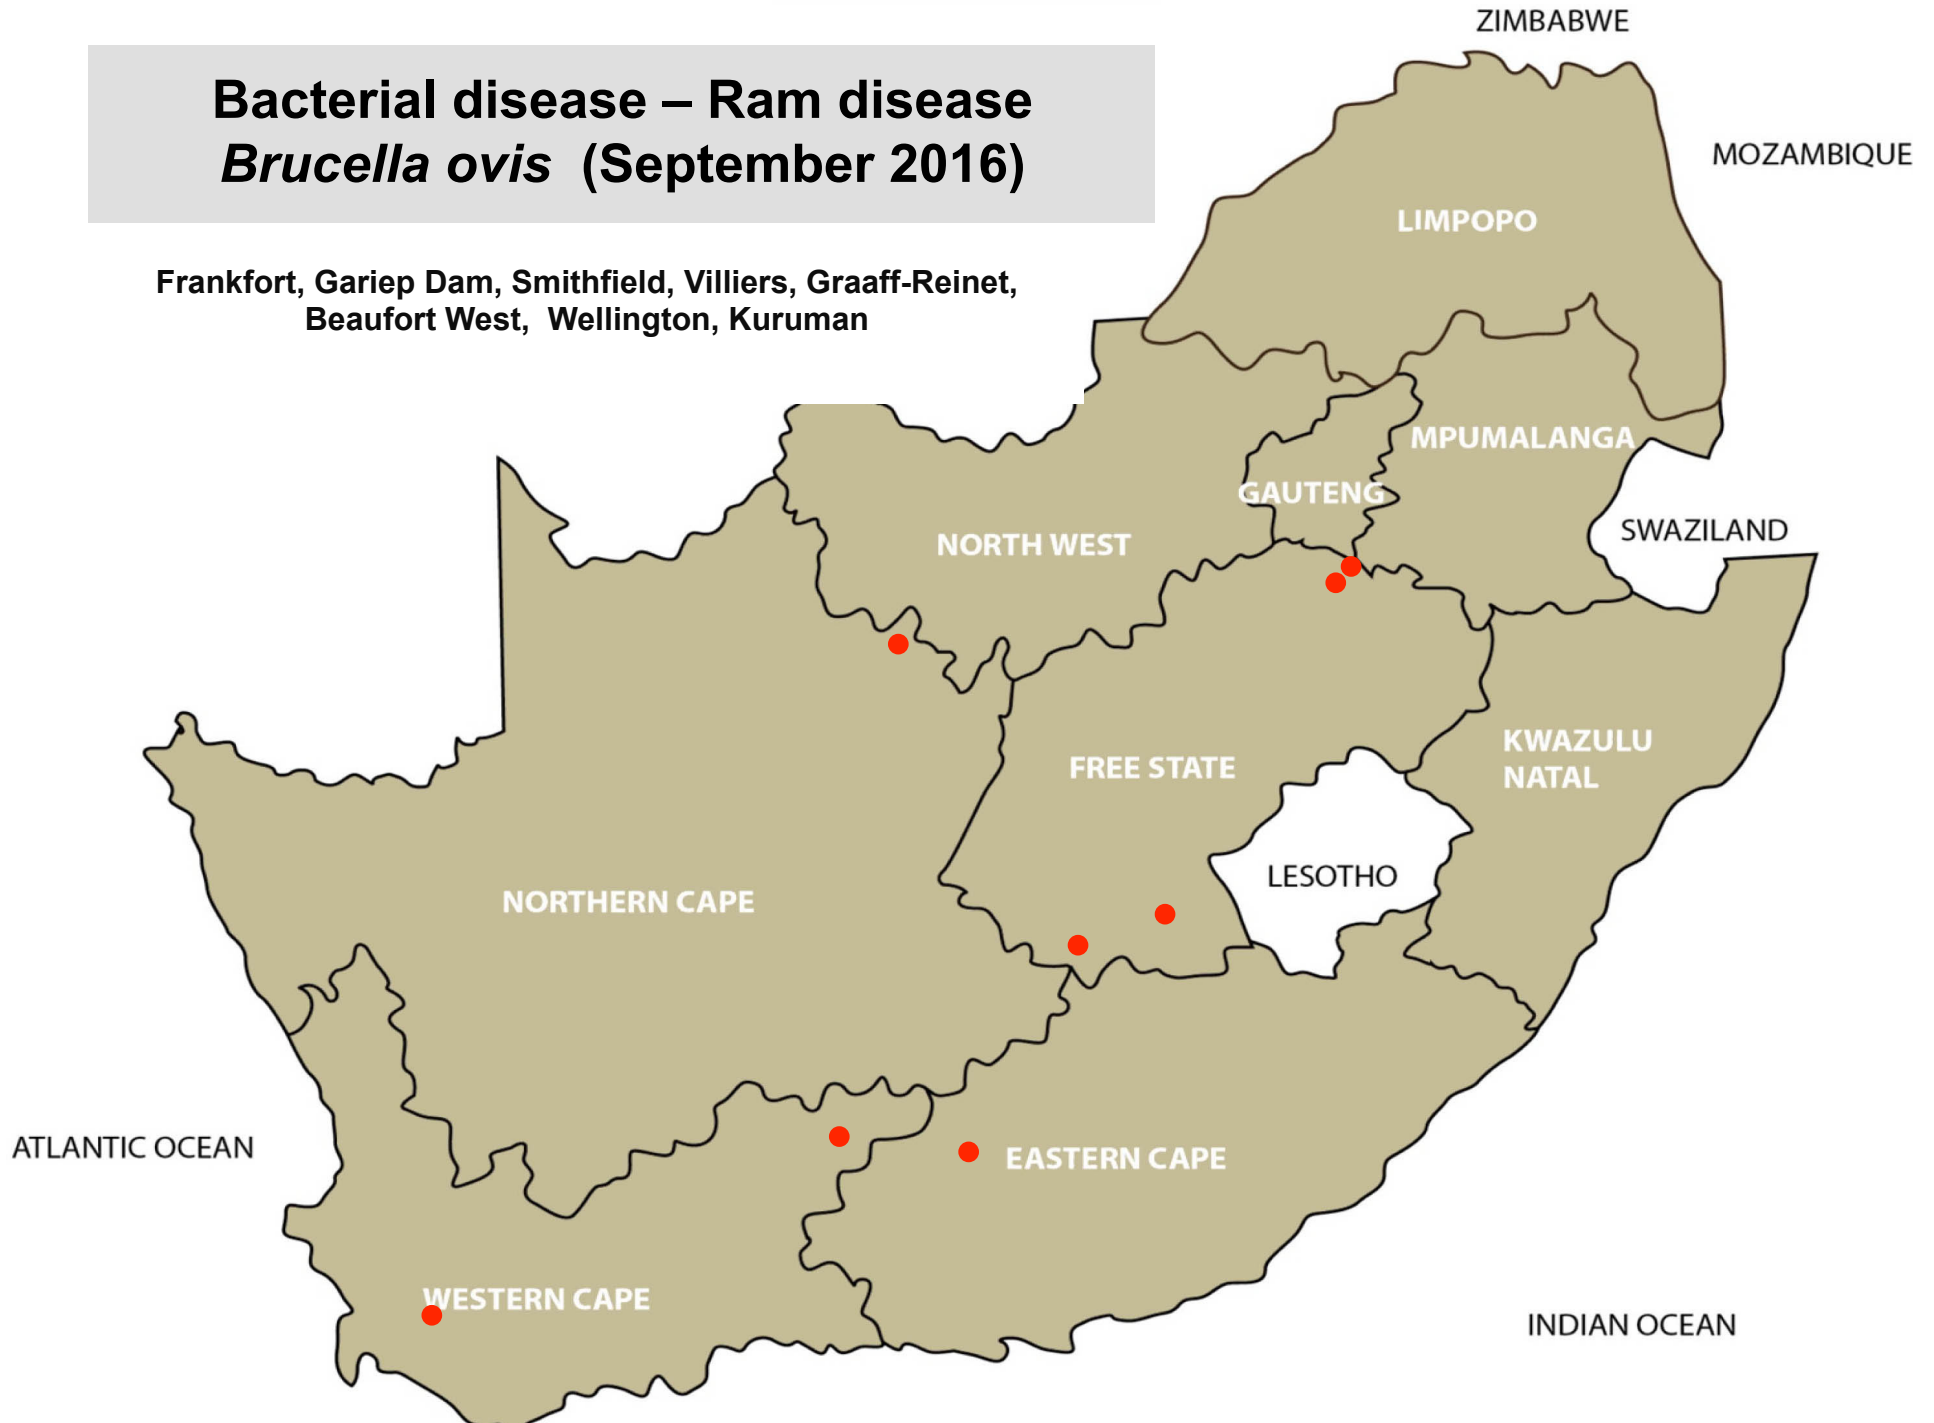 ZIMBABWE
Bacterial disease – Ram disease
Brucella ovis (September 2016)
MOZAMBIQUE
LIMPOPO
Frankfort, Gariep Dam, Smithfield, Villiers, Graaff-Reinet,
Beaufort West, Wellington, Kuruman
MPUMALANGA
GAUTENG
SWAZILAND
NORTH WEST
KWAZULU
NATAL
FREE STATE
LESOTHO
NORTHERN CAPE
ATLANTIC OCEAN
EASTERN CAPE
WESTERN CAPE
INDIAN OCEAN